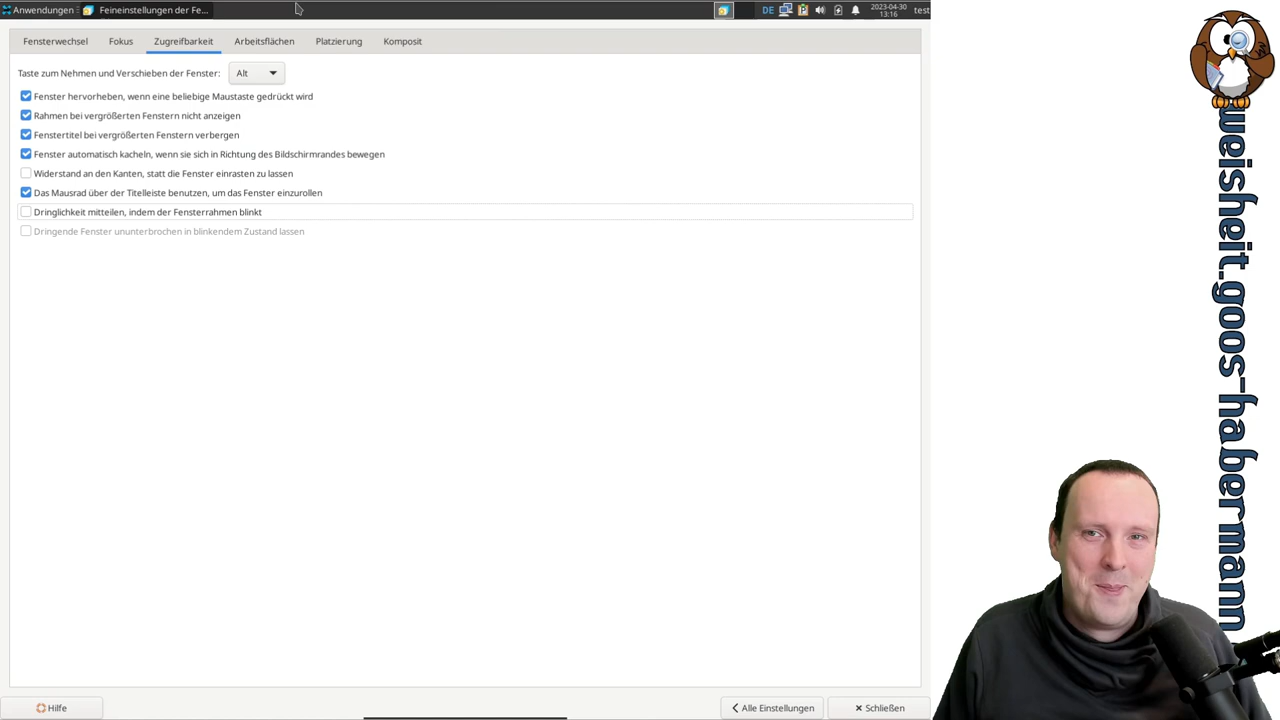 Anwendungen
Feineinstellungen der Fe...
DE
2023-04-30
13:16
test
Fensterwechsel
Fokus
Zugreifbarkeit
Arbeitsflächen
Platzierung
Komposit
Taste zum Nehmen und Verschieben der Fenster:
Alt
Fenster hervorheben, wenn eine beliebige Maustaste gedrückt wird
Rahmen bei vergrößerten Fenstern nicht anzeigen
Fenstertitel bei vergrößerten Fenstern verbergen
Fenster automatisch kacheln, wenn sie sich in Richtung des Bildschirmrandes bewegen
Widerstand an den Kanten, statt die Fenster einrasten zu lassen
Das Mausrad über der Titelleiste benutzen, um das Fenster einzurollen
Dringlichkeit mitteilen, indem der Fensterrahmen blinkt
Dringende Fenster ununterbrochen in blinkendem Zustand lassen
Hilfe
Alle Einstellungen
Schließen
weisheit.goos-habermann